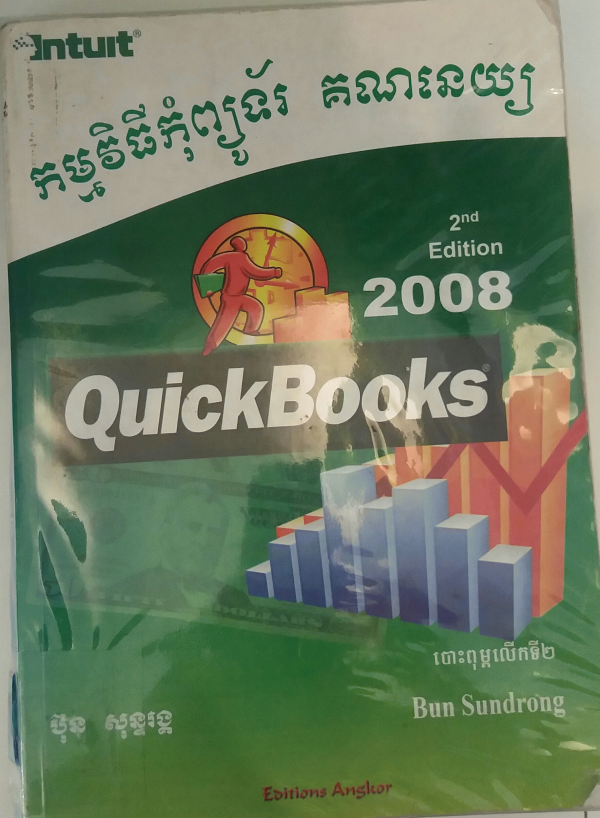 Intuit®
កម្មវិធីកុំព្យូទ័រ គណនេយ្យ
2nd
Edition
2008
QuickBooks®
បោះពុម្ពលើកទី២
ប៊ុន សុន្ទរង្គ
Bun Sundrong
Editions Angkor